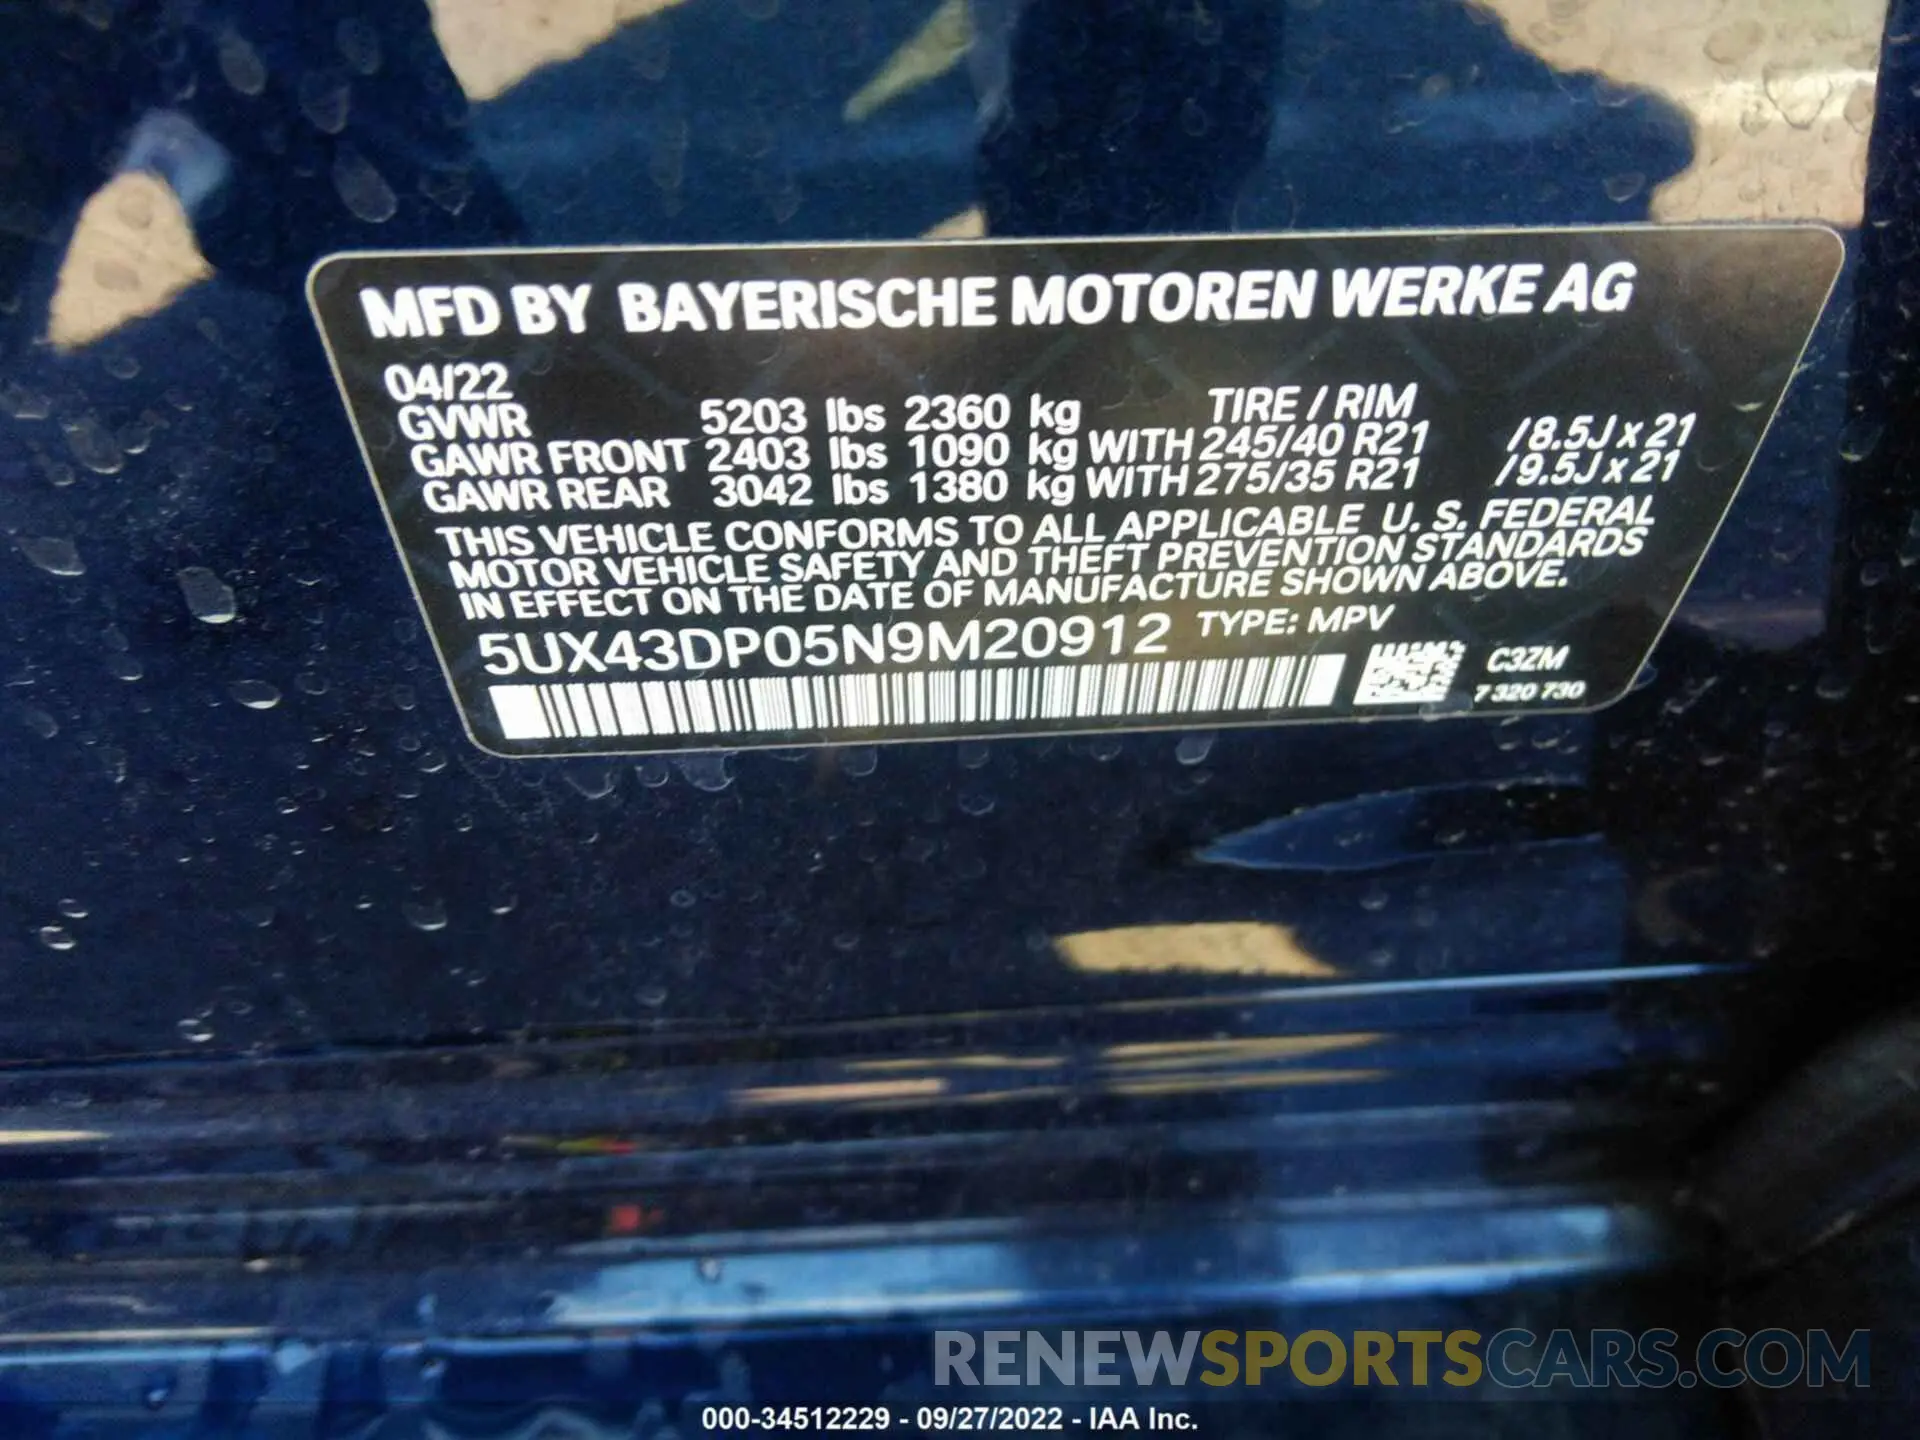 MFD BY BAYERISCHE MOTOREN WERKE AG
04/22
GVWR 5203 lbs 2360 kg TIRE / RIM
GAWR FRONT 2403 lbs 1090 kg WITH 245/40 R21 /8.5J x 21
GAWR REAR 3042 lbs 1380 kg WITH 275/35 R21 /9.5J x 21
THIS VEHICLE CONFORMS TO ALL APPLICABLE U. S. FEDERAL
MOTOR VEHICLE SAFETY AND THEFT PREVENTION STANDARDS
IN EFFECT ON THE DATE OF MANUFACTURE SHOWN ABOVE.
5UX43DP05N9M20912 TYPE: MPV
C3ZM
7 320 730
RENEWSPORTSCARS.COM
000-34512229 - 09/27/2022 - IAA Inc.